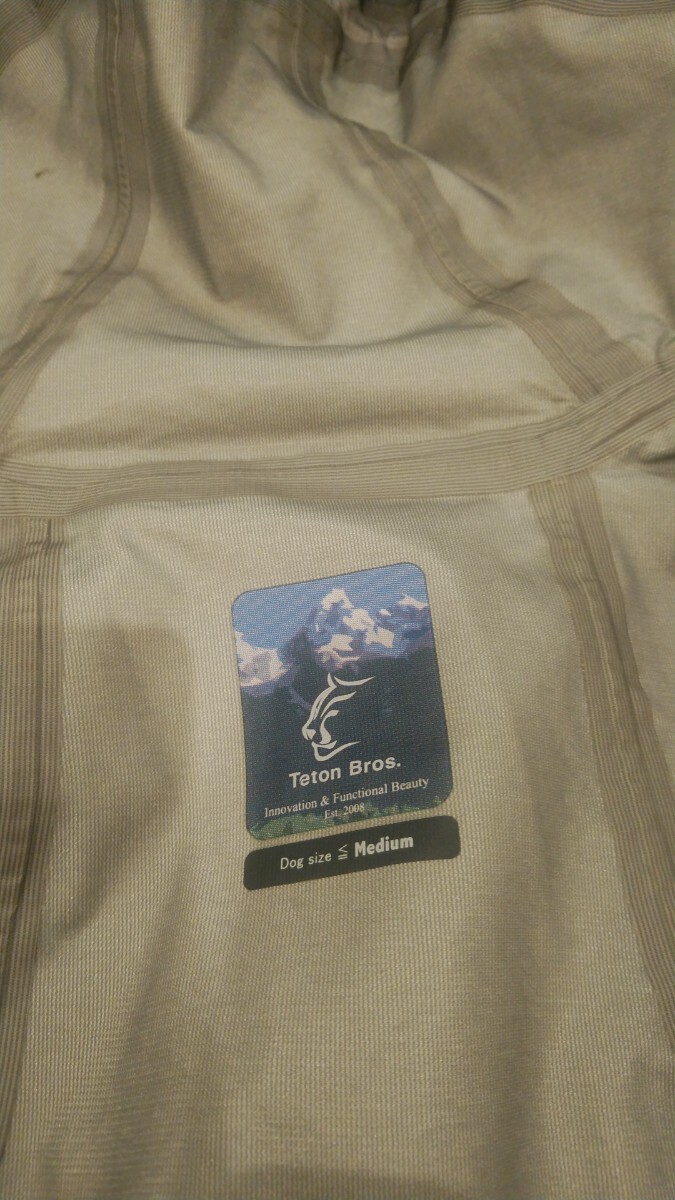 Teton Bros.
Innovation & Functional Beauty
Est. 2008
Dog size ≦ Medium